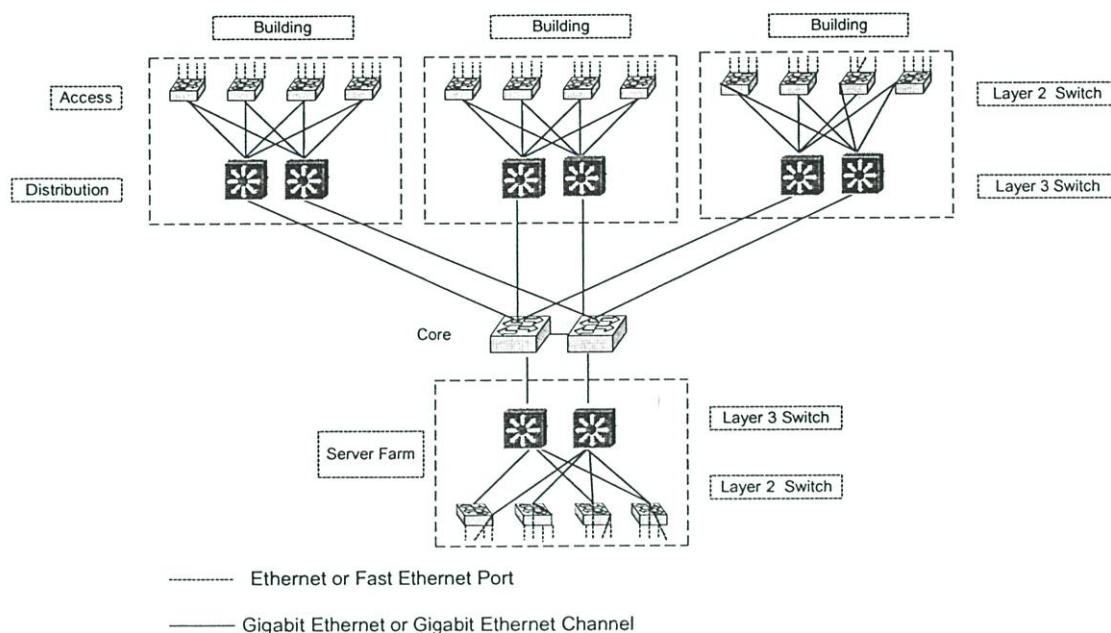 Building
Building
Building
Access
Layer 2 Switch
Distribution
Layer 3 Switch
Core
Layer 3 Switch
Server Farm
Layer 2 Switch
Ethernet or Fast Ethernet Port
Gigabit Ethernet or Gigabit Ethernet Channel